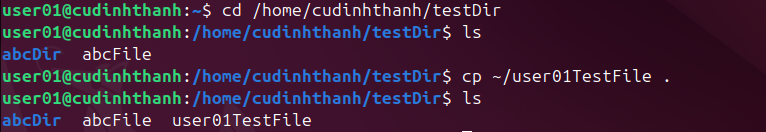 user01@cudinhthanh:~$ cd /home/cudinhthanh/testDir
user01@cudinhthanh:/home/cudinhthanh/testDir$ ls
abcDir  abcFile
user01@cudinhthanh:/home/cudinhthanh/testDir$ cp ~/user01TestFile .
user01@cudinhthanh:/home/cudinhthanh/testDir$ ls
abcDir  abcFile  user01TestFile